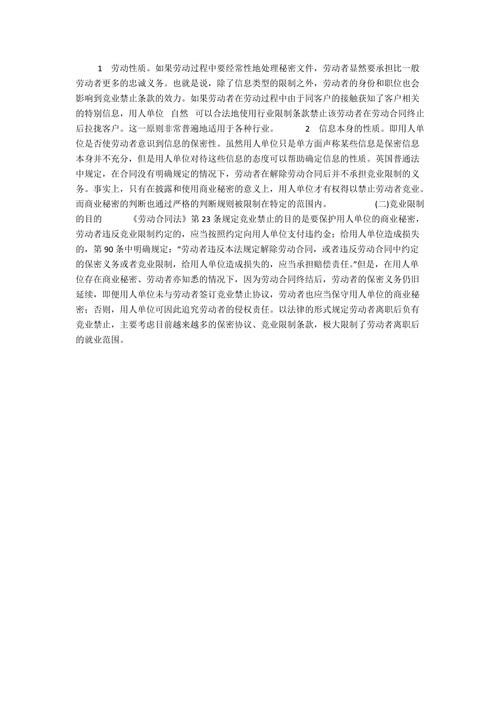 1 劳动性质。如果劳动过程中要经常性地处理秘密文件，劳动者显然要承担比一般
劳动者更多的忠诚义务。也就是说，除了信息类型的限制之外，劳动者的身份和职位也会
影响到竞业禁止条款的效力。如果劳动者在劳动过程中由于同客户的接触获知了客户相关
的特别信息，用人单位 自然 可以合法地使用行业限制条款禁止该劳动者在劳动合同终止
后拉拢客户。这一原则非常普遍地适用于各种行业。 2 信息本身的性质。即用人单
位是否使劳动者意识到信息的保密性。虽然用人单位只是单方面声称某些信息是保密信息
本身并不充分，但是用人单位对待这些信息的态度可以帮助确定信息的性质。英国普通法
中规定，在合同没有明确规定的情况下，劳动者在解除劳动合同后并不承担竞业限制的义
务。事实上，只有在披露和使用商业秘密的意义上，用人单位才有权得以禁止劳动者竞业。
而商业秘密的判断也通过严格的判断规则被限制在特定的范围内。 (二)竞业限制
的目的 《劳动合同法》第 23 条规定竞业禁止的目的是要保护用人单位的商业秘密，
劳动者违反竞业限制约定的，应当按照约定向用人单位支付违约金；给用人单位造成损失
的，第 90 条中明确规定：“劳动者违反本法规定解除劳动合同，或者违反劳动合同中约定
的保密义务或者竞业限制，给用人单位造成损失的，应当承担赔偿责任。”但是，在用人单
位存在商业秘密、劳动者亦知悉的情况下，因为劳动合同终结后，劳动者的保密义务仍旧
延续，即便用人单位未与劳动者签订竞业禁止协议，劳动者也应当保守用人单位的商业秘
密；否则，用人单位可因此追究劳动者的侵权责任。以法律的形式规定劳动者离职后负有
竞业禁止，主要考虑目前越来越多的保密协议、竞业限制条款，极大限制了劳动者离职后
的就业范围。